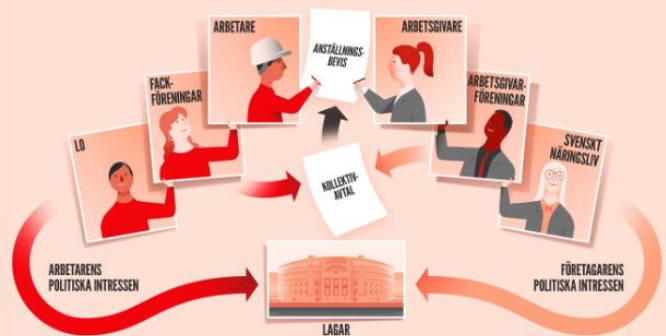 ARBETARE
ANSTÄLLNINGS-
BEVIS
ARBETSGIVARE
FACK-
FÖRENINGAR
ARBETSGIVAR-
FÖRENINGAR
LO
SVENSKT
NÄRINGSLIV
KOLLEKTIV-
AVTAL
ARBETARENS
POLITISKA INTRESSEN
FÖRETAGARENS
POLITISKA INTRESSEN
LAGAR